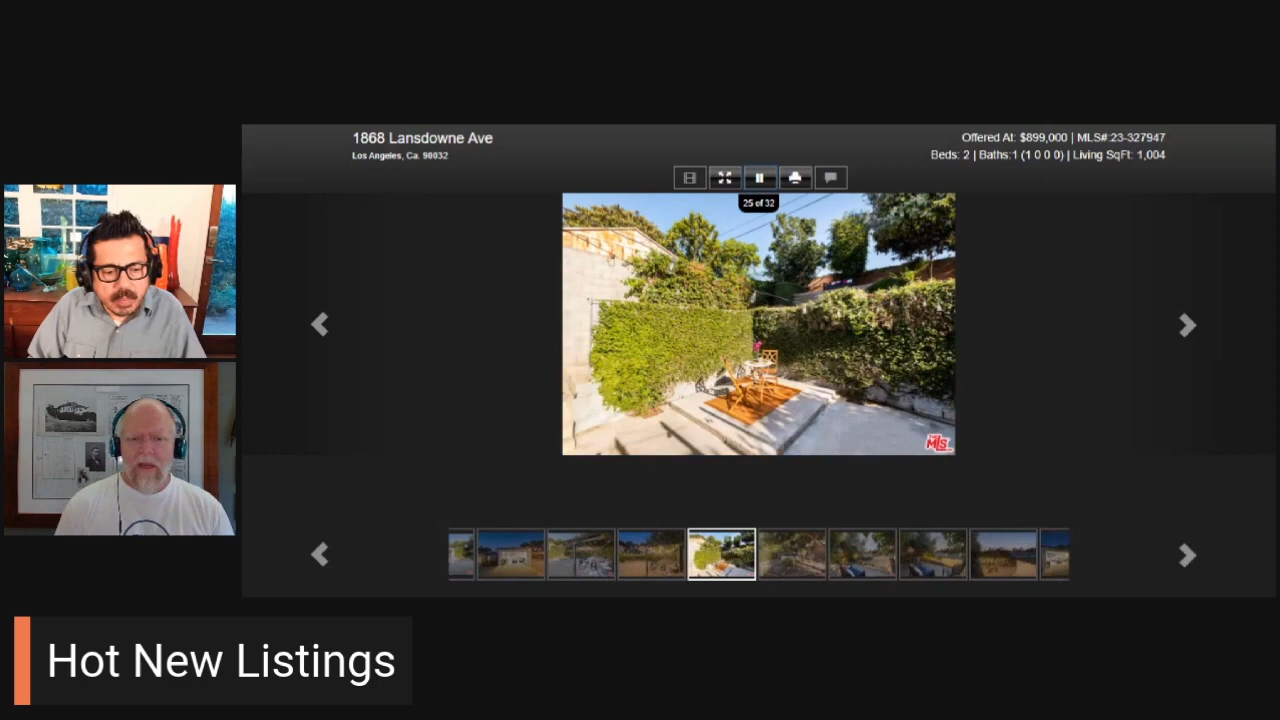 1868 Lansdowne Ave
Los Angeles, Ca. 90032
Offered At: $899,000 | MLS#:23-327947
Beds: 2 | Baths:1 (1 0 0 0) | Living SqFt: 1,004
25 of 32
MLS
Hot New Listings